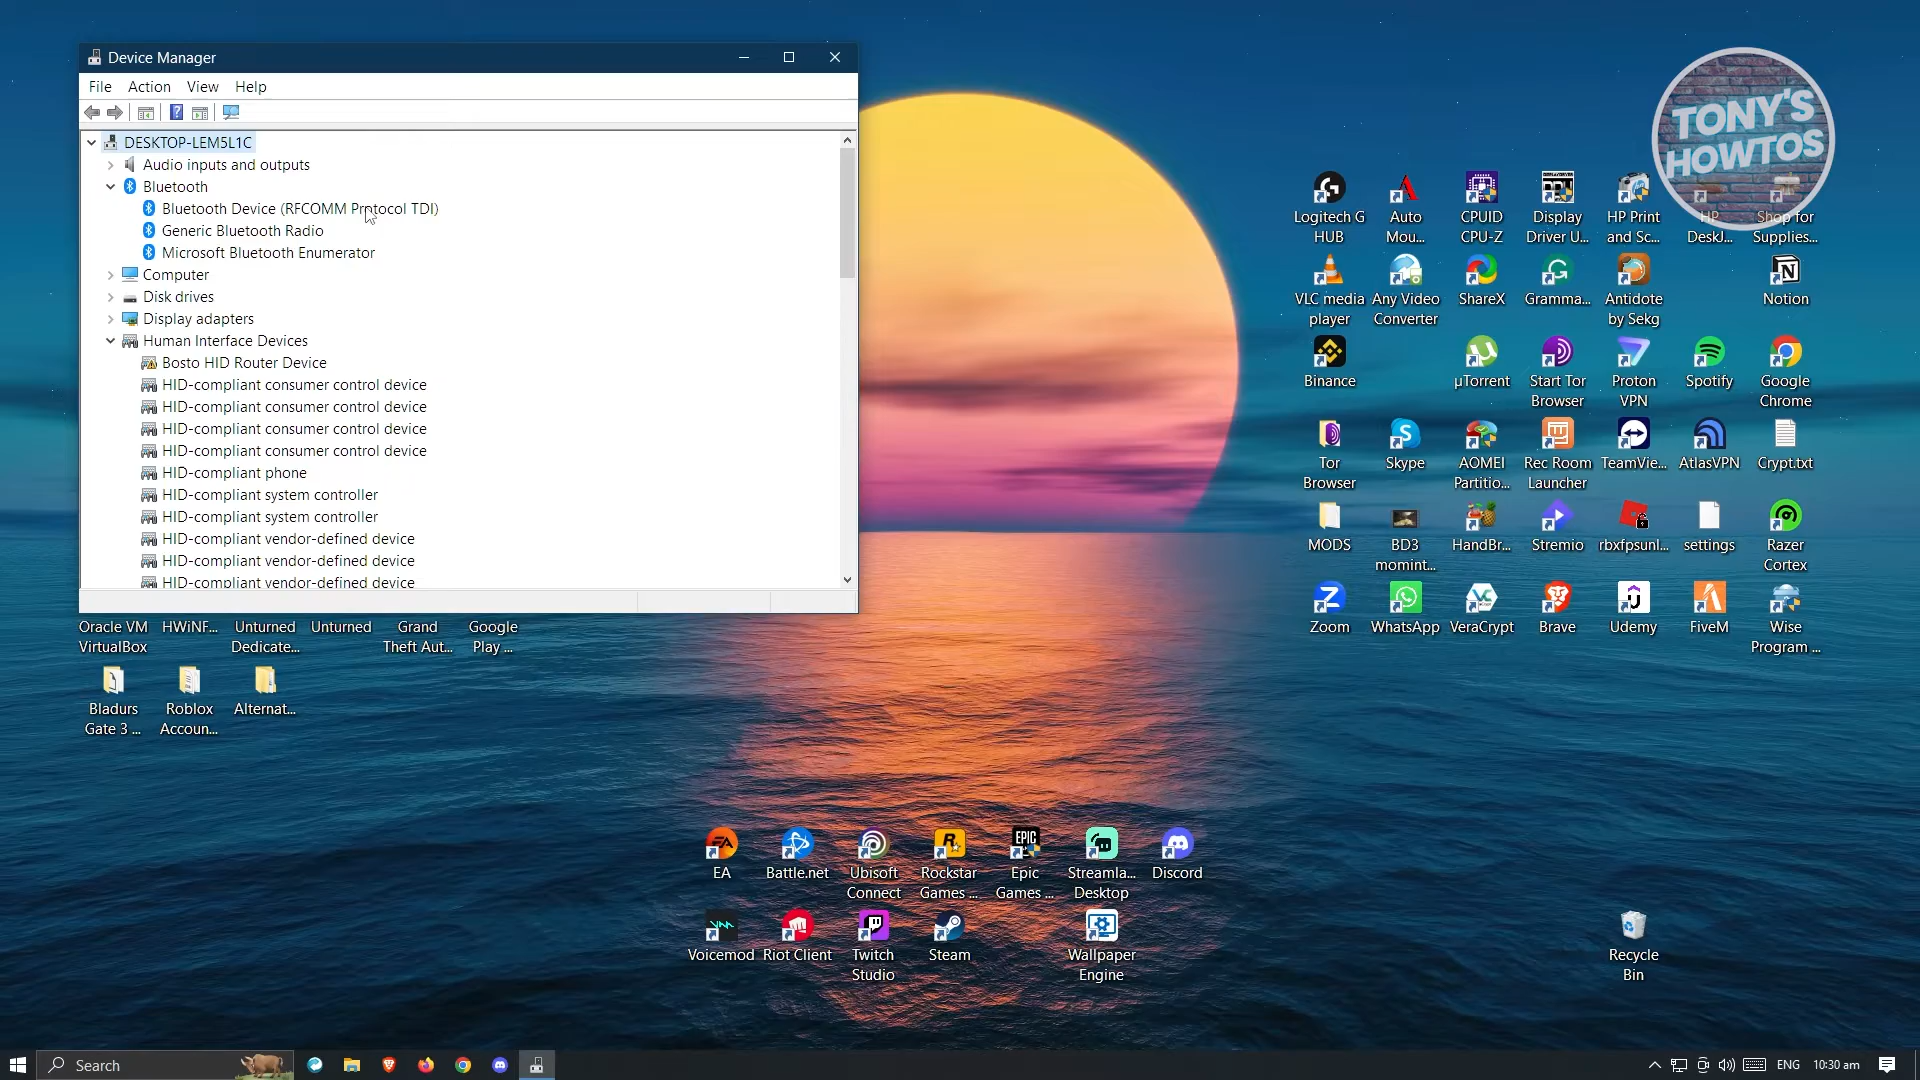 Device Manager
File Action View Help
DESKTOP-LEM5L1C
Audio inputs and outputs
Bluetooth
Bluetooth Device (RFCOMM Protocol TDI)
Generic Bluetooth Radio
Microsoft Bluetooth Enumerator
Computer
Disk drives
Display adapters
Human Interface Devices
Bosto HID Router Device
HID-compliant consumer control device
HID-compliant consumer control device
HID-compliant consumer control device
HID-compliant consumer control device
HID-compliant phone
HID-compliant system controller
HID-compliant system controller
HID-compliant vendor-defined device
HID-compliant vendor-defined device
HID-compliant vendor-defined device
Oracle VM
VirtualBox
HWiNF...
Unturned
Dedicate...
Unturned
Grand
Theft Aut...
Google
Play ...
Bladurs
Gate 3 ...
Roblox
Accoun...
Alternat...
TONY'S
HOWTOS
Logitech G
HUB
Auto
Mou...
CPUID
CPU-Z
Display
Driver U...
HP Print
and Sc...
HP
DeskJ...
Shop for
Supplies...
VLC media
player
Any Video
Converter
ShareX
Gramma...
Antidote
by Sekg
Notion
Binance
µTorrent
Start Tor
Browser
Proton
VPN
Spotify
Google
Chrome
Tor
Browser
Skype
AOMEI
Partitio...
Rec Room
Launcher
TeamVie...
AtlasVPN
Crypt.txt
MODS
BD3
momint...
HandBr...
Stremio
rbxfpsunl...
settings
Razer
Cortex
Zoom
WhatsApp
VeraCrypt
Brave
Udemy
FiveM
Wise
Program ...
EA
Battle.net
Ubisoft
Connect
Rockstar
Games ...
EPIC
Epic
Games ...
Streamla...
Desktop
Discord
Voicemod
Riot Client
Twitch
Studio
Steam
Wallpaper
Engine
Recycle
Bin
Search
ENG
10:30 am